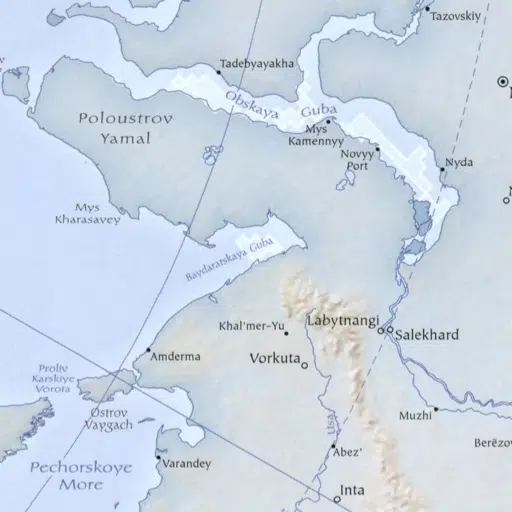 Tazovskiy
Tadebyayakha
Obskaya Guba
Poloustrov
Yamal
Mys
Kamennyy
Novyy
Port
Nyda
Mys
Kharasavey
Baydaratskaya Guba
Khal'mer-Yu
Labytnangi
Salekhard
Amderma
Vorkuta
Proliv
Karskiye
Vorota
Ostrov
Vaygach
Muzhi
Usa
Berëzov
Abez'
Pechorskoye
More
Varandey
Inta